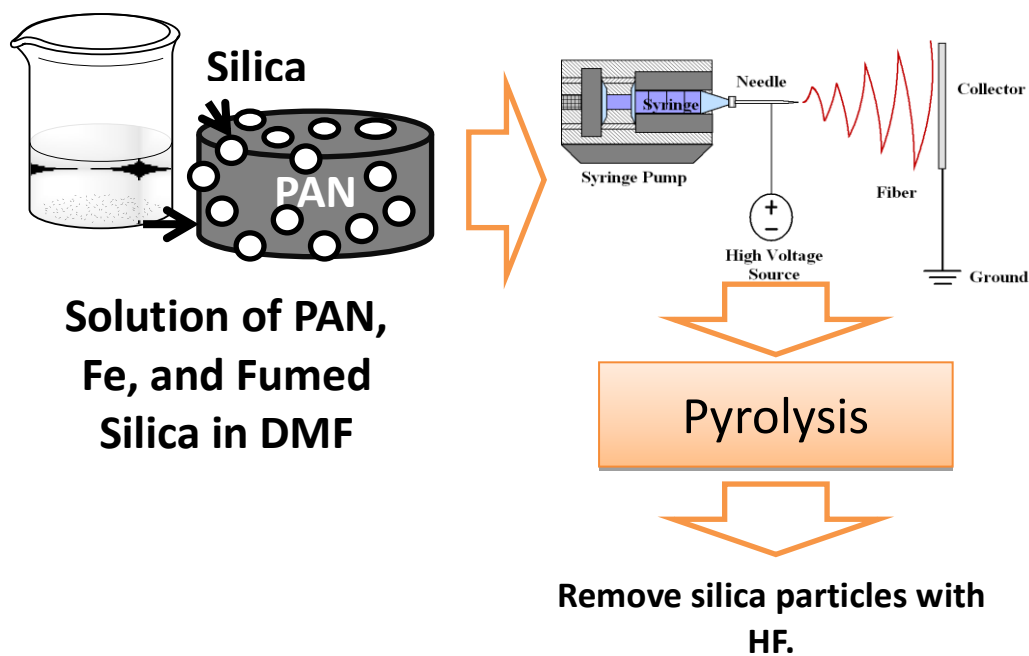 Silica
PAN
Solution of PAN,
Fe, and Fumed
Silica in DMF
Syringe
Needle
Collector
Syringe Pump
Fiber
+
−
High Voltage
Source
Ground
Pyrolysis
Remove silica particles with
HF.